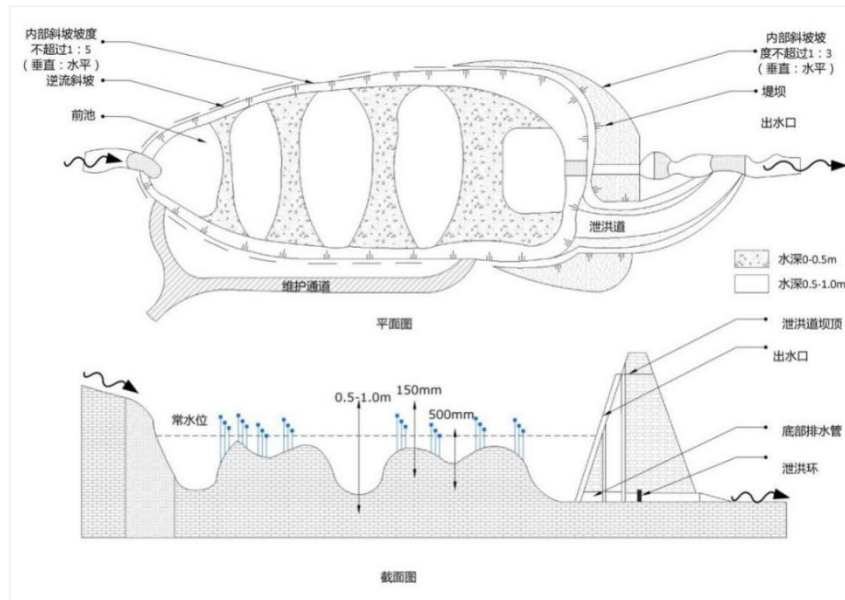 内部斜坡坡度
不超过1：5
（垂直：水平）
逆流斜坡
前池
内部斜坡坡
度不超过1：3
（垂直：水平）
堤坝
出水口
泄洪道
维护通道
水深0-0.5m
水深0.5-1.0m
平面图
常水位
0.5-1.0m
150mm
500mm
泄洪道坝顶
出水口
底部排水管
泄洪环
截面图